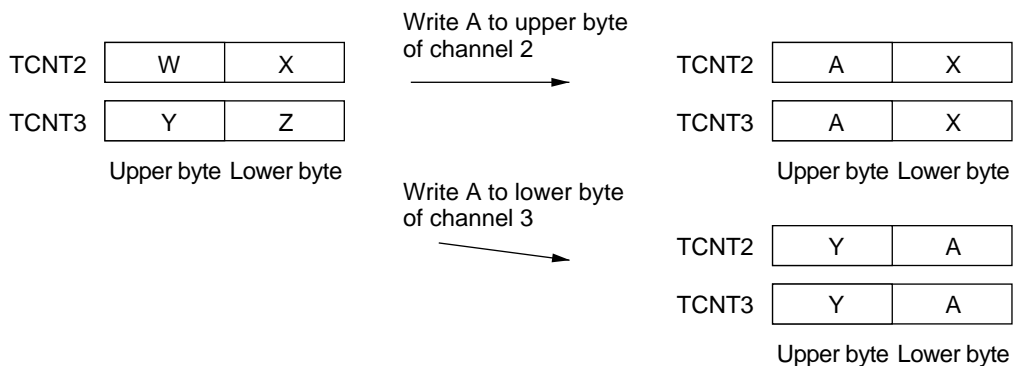 Write A to upper byte
of channel 2
TCNT2 W X
TCNT3 Y Z
Upper byte Lower byte
TCNT2 A X
TCNT3 A X
Upper byte Lower byte
Write A to lower byte
of channel 3
TCNT2 Y A
TCNT3 Y A
Upper byte Lower byte